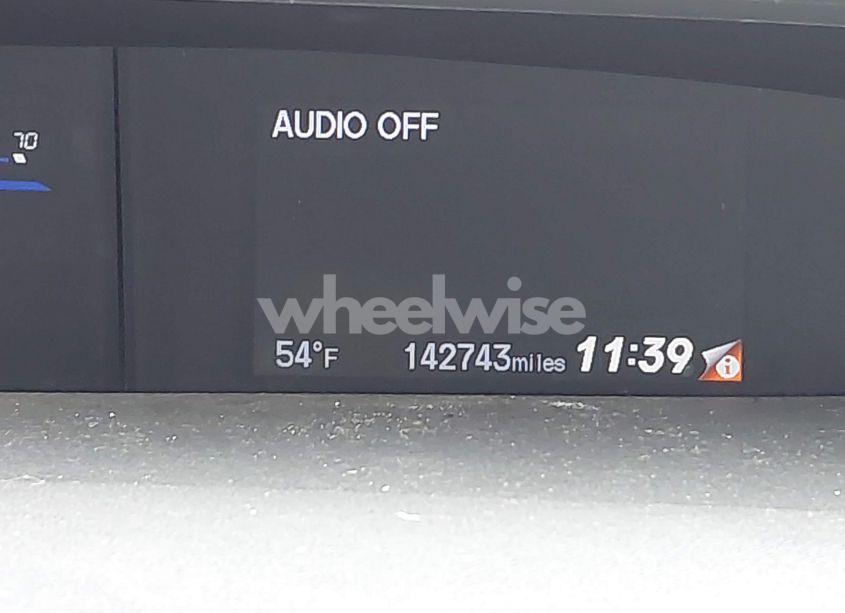 AUDIO OFF
70
wheelwise
54°F 142743miles 11:39 i